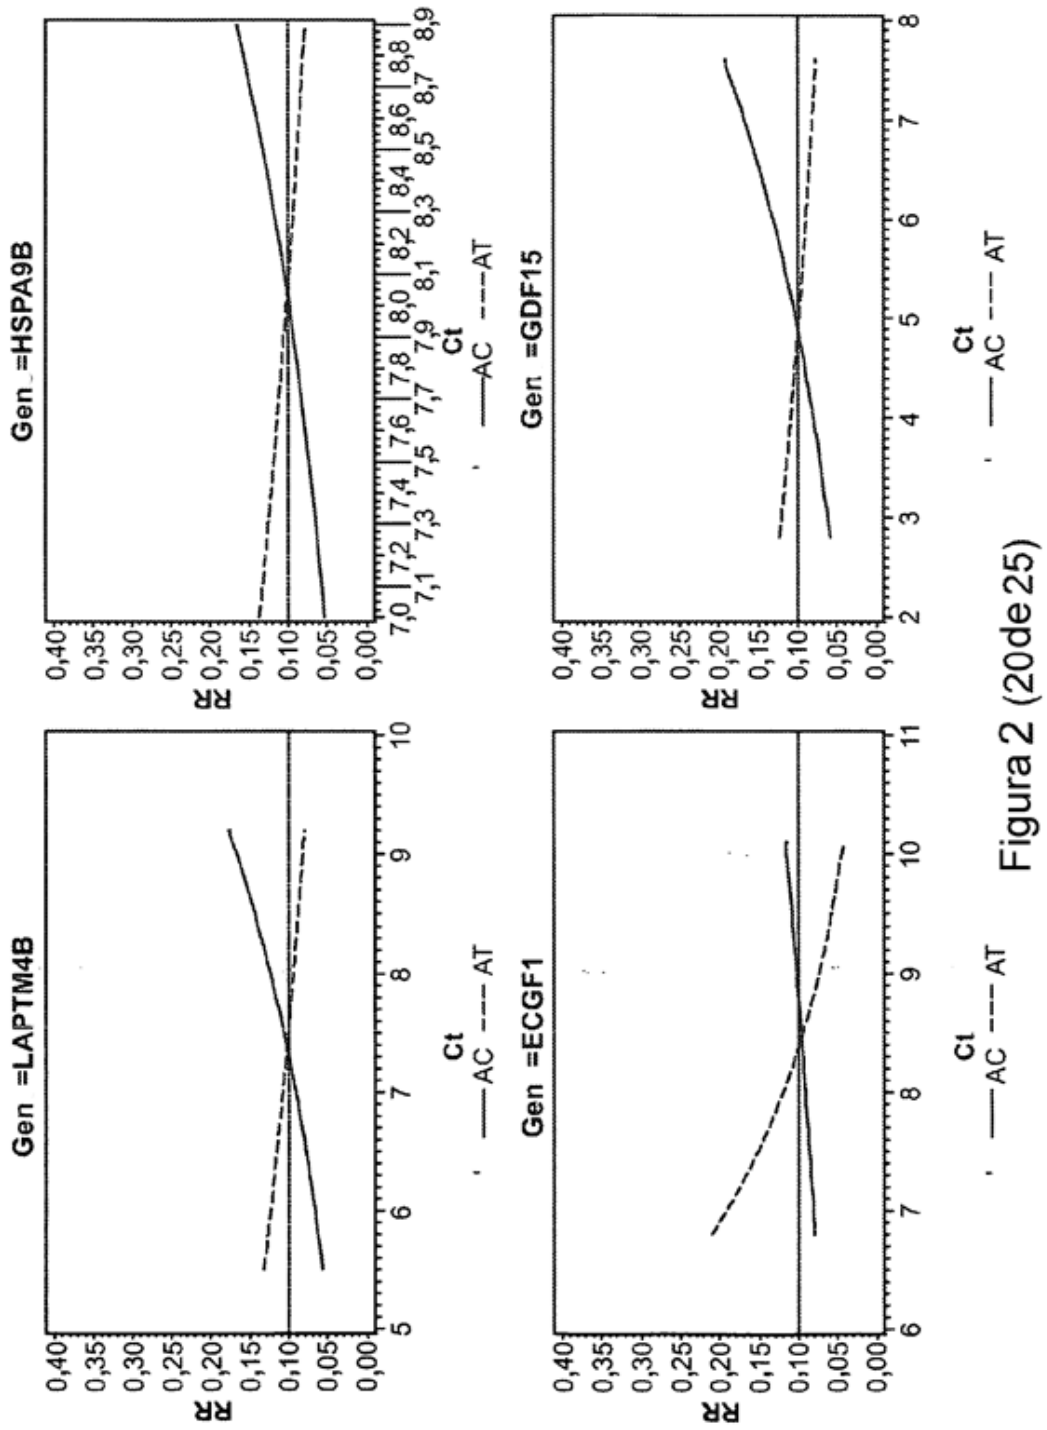 Gen =LAPTM4B
RR
0,40
0,35
0,30
0,25
0,20
0,15
0,10
0,05
0,00
5 6 7 8 9 10
Ct
AC AT
Gen =HSPA9B
RR
0,40
0,35
0,30
0,25
0,20
0,15
0,10
0,05
0,00
7,0 7,2 7,4 7,6 7,8 8,0 8,2 8,4 8,6 8,8
7,1 7,3 7,5 7,7 7,9 8,1 8,3 8,5 8,7 8,9
Ct
AC AT
Gen =ECGF1
RR
0,40
0,35
0,30
0,25
0,20
0,15
0,10
0,05
0,00
6 7 8 9 10 11
Ct
AC AT
Gen =GDF15
RR
0,40
0,35
0,30
0,25
0,20
0,15
0,10
0,05
0,00
2 3 4 5 6 7 8
Ct
AC AT
Figura 2 (20de25)